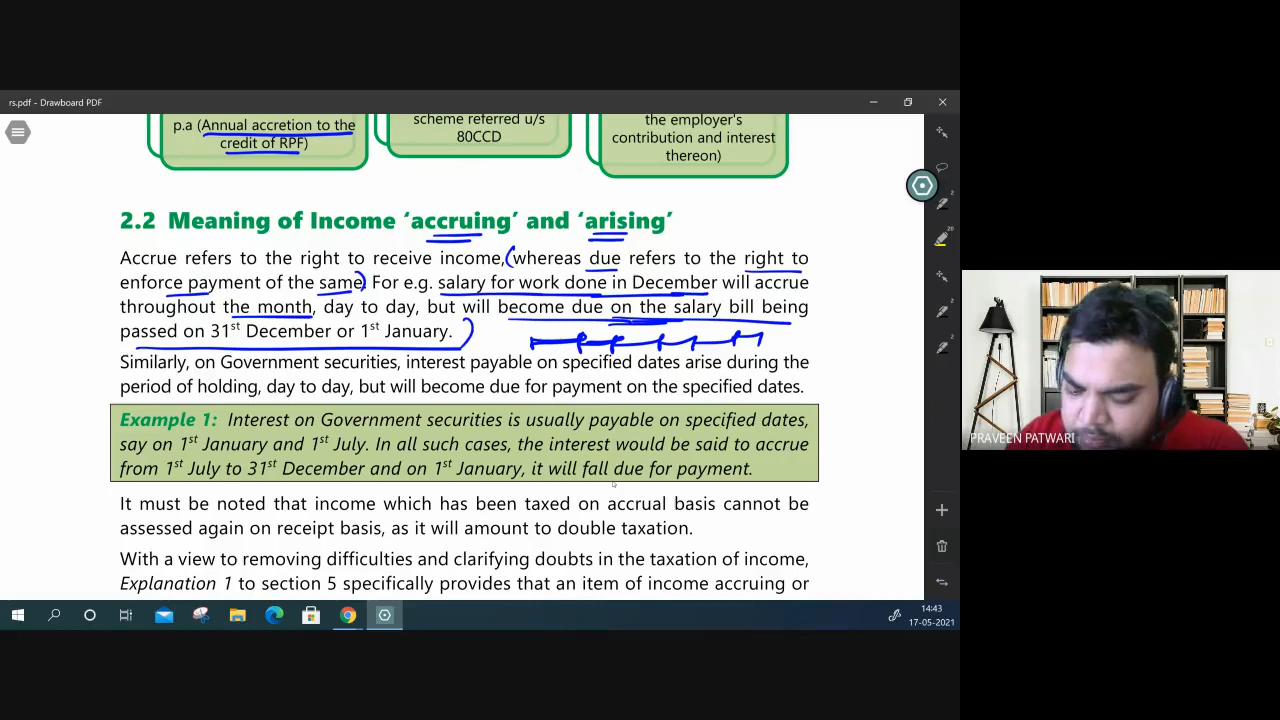 rs.pdf - Drawboard PDF
p.a (Annual accretion to the
credit of RPF)
scheme referred u/s
80CCD
the employer's
contribution and interest
thereon)
2.2 Meaning of Income ‘accruing’ and ‘arising’
Accrue refers to the right to receive income, (whereas due refers to the right to
enforce payment of the same). For e.g. salary for work done in December will accrue
throughout the month, day to day, but will become due on the salary bill being
passed on 31st December or 1st January.
Similarly, on Government securities, interest payable on specified dates arise during the
period of holding, day to day, but will become due for payment on the specified dates.
Example 1: Interest on Government securities is usually payable on specified dates,
say on 1st January and 1st July. In all such cases, the interest would be said to accrue
from 1st July to 31st December and on 1st January, it will fall due for payment.
It must be noted that income which has been taxed on accrual basis cannot be
assessed again on receipt basis, as it will amount to double taxation.
With a view to removing difficulties and clarifying doubts in the taxation of income,
Explanation 1 to section 5 specifically provides that an item of income accruing or
2
20
PRAVEEN PATWARI
14:43
17-05-2021